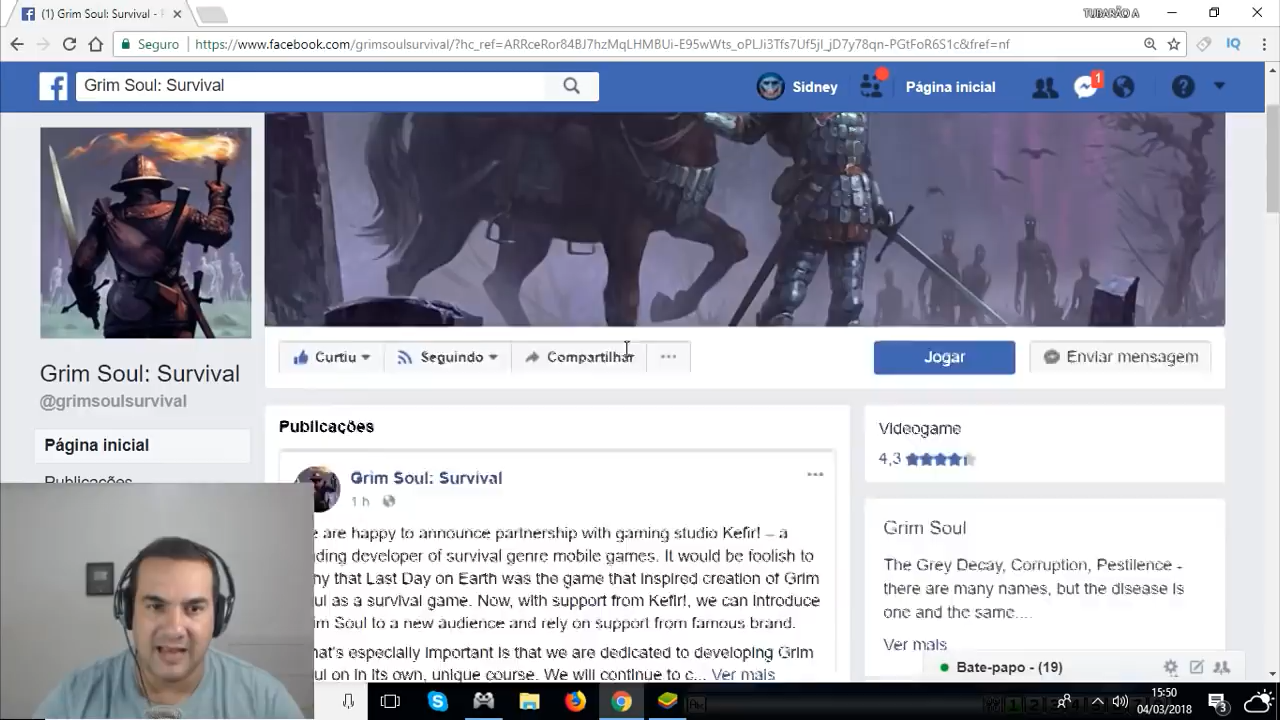 (1) Grim Soul: Survival -
TUBARÃO A
Seguro
https://www.facebook.com/grimsoulsurvival/?hc_ref=ARRceRor84BJ7hzMqLHMBUi-E95wWts_oPLJi3Tfs7Uf5jI_jD7y78qn-PGtFoR6S1c&fref=nf
IQ
Grim Soul: Survival
Sidney
Página inicial
1
Curtiu
Seguindo
Compartilhar
Jogar
Enviar mensagem
Grim Soul: Survival
@grimsoulsurvival
Página inicial
Publicações
Publicações
Grim Soul: Survival
1 h
e are happy to announce partnership with gaming studio Kefir! – a
ding developer of survival genre mobile games. It would be foolish to
ny that Last Day on Earth was the game that inspired creation of Grim
ul as a survival game. Now, with support from Kefir!, we can introduce
im Soul to a new audience and rely on support from famous brand.
hat's especially important is that we are dedicated to developing Grim
ul on in its own, unique course. We will continue to c... Ver mais
Videogame
4,3
Grim Soul
The Grey Decay, Corruption, Pestilence -
there are many names, but the disease is
one and the same....
Ver mais
Bate-papo - (19)
15:50
04/03/2018
3